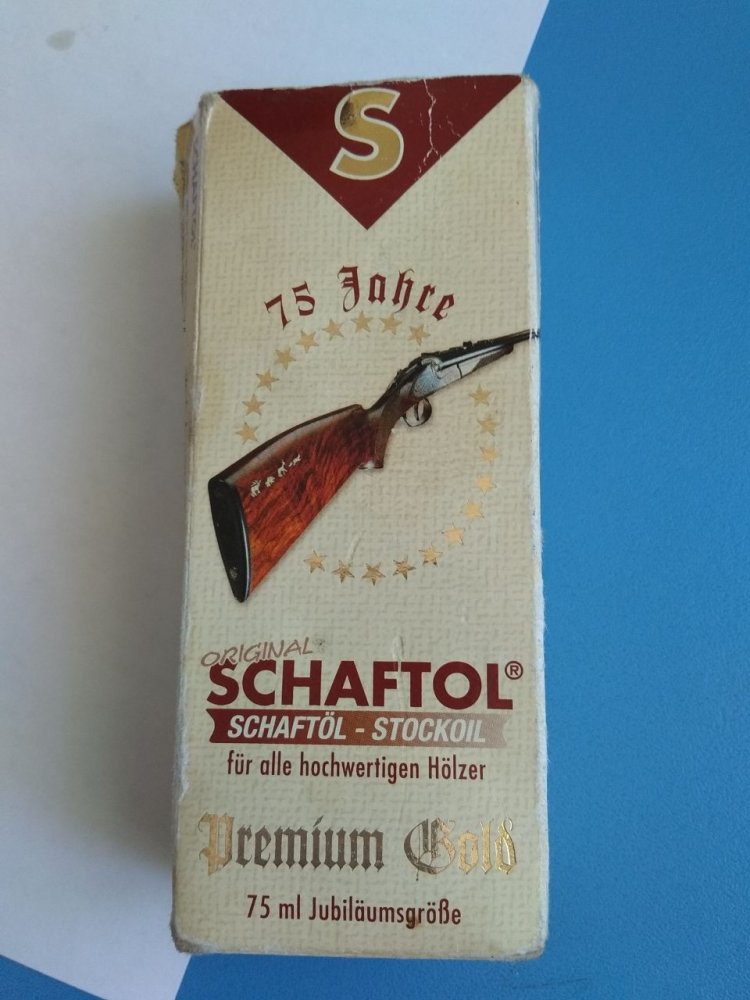 S
75 Jahre
ORIGINAL
SCHAFTOL®
SCHAFTÖL - STOCKOIL
für alle hochwertigen Hölzer
Premium Gold
75 ml Jubiläumsgröße